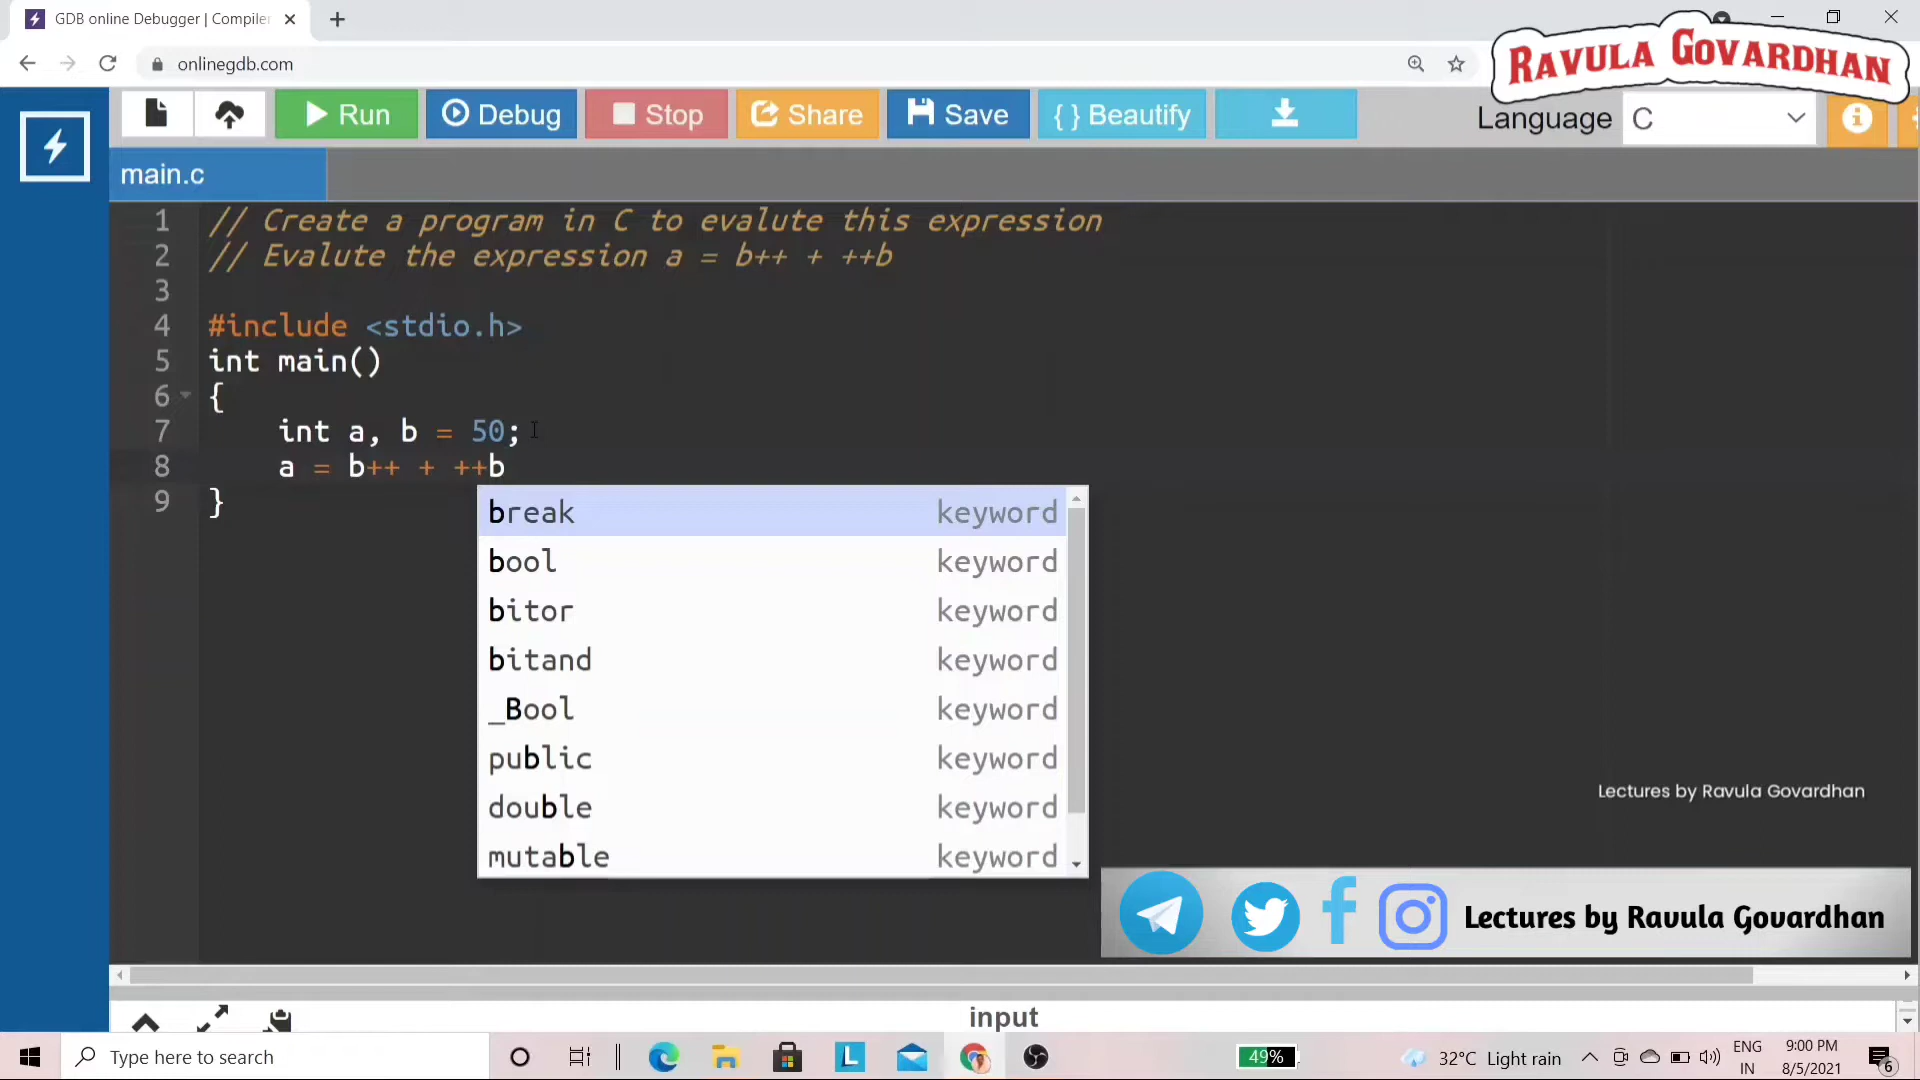 GDB online Debugger | Compiler
onlinegdb.com
RAVULA GOVARDHAN
Run
Debug
Stop
Share
Save
{ } Beautify
Language
C
main.c
1 // Create a program in C to evalute this expression
2 // Evalute the expression a = b++ + ++b
3
4 #include <stdio.h>
5 int main()
6 {
7 int a, b = 50;
8 a = b++ + ++b
9 }
break keyword
bool keyword
bitor keyword
bitand keyword
_Bool keyword
public keyword
double keyword
mutable keyword
Lectures by Ravula Govardhan
Lectures by Ravula Govardhan
input
Type here to search
L
49%
32°C Light rain
ENG
IN
9:00 PM
8/5/2021
6